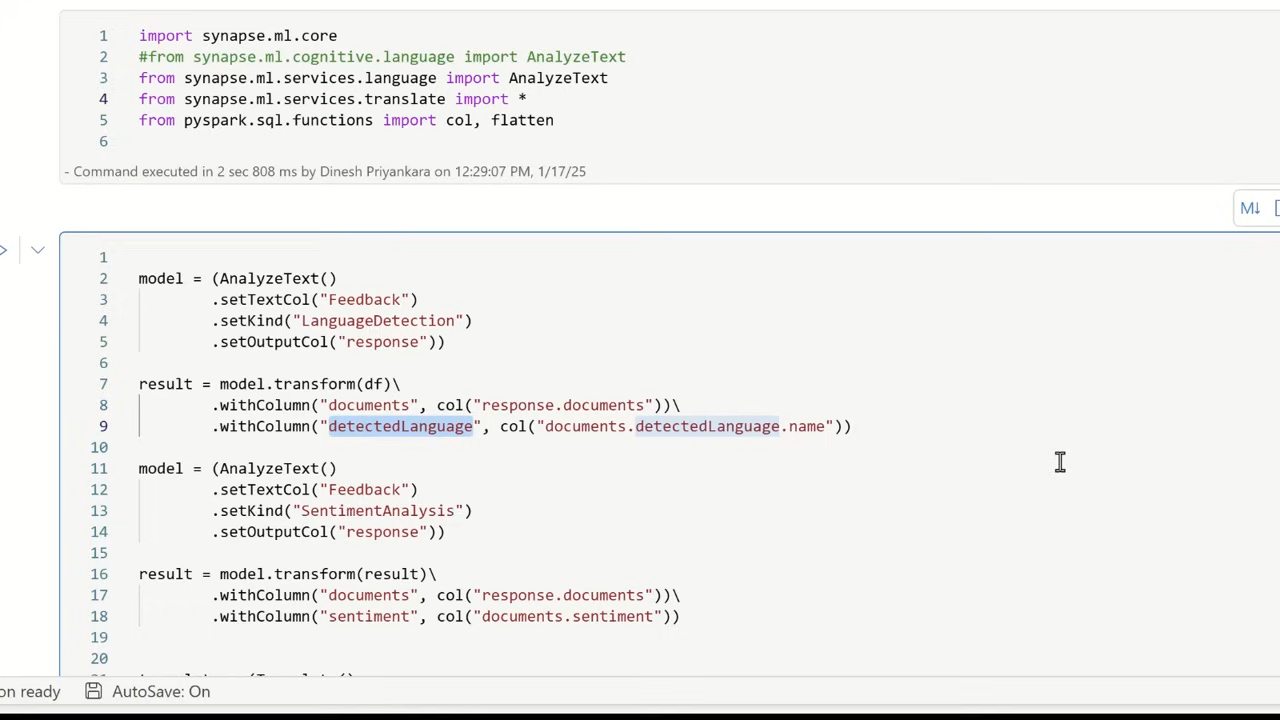 1 import synapse.ml.core
2 #from synapse.ml.cognitive.language import AnalyzeText
3 from synapse.ml.services.language import AnalyzeText
4 from synapse.ml.services.translate import *
5 from pyspark.sql.functions import col, flatten
6
- Command executed in 2 sec 808 ms by Dinesh Priyankara on 12:29:07 PM, 1/17/25
M↓
1
2 model = (AnalyzeText()
3 .setTextCol("Feedback")
4 .setKind("LanguageDetection")
5 .setOutputCol("response"))
6
7 result = model.transform(df)\
8 .withColumn("documents", col("response.documents"))\
9 .withColumn("detectedLanguage", col("documents.detectedLanguage.name"))
10
11 model = (AnalyzeText()
12 .setTextCol("Feedback")
13 .setKind("SentimentAnalysis")
14 .setOutputCol("response"))
15
16 result = model.transform(result)\
17 .withColumn("documents", col("response.documents"))\
18 .withColumn("sentiment", col("documents.sentiment"))
19
20
on ready AutoSave: On